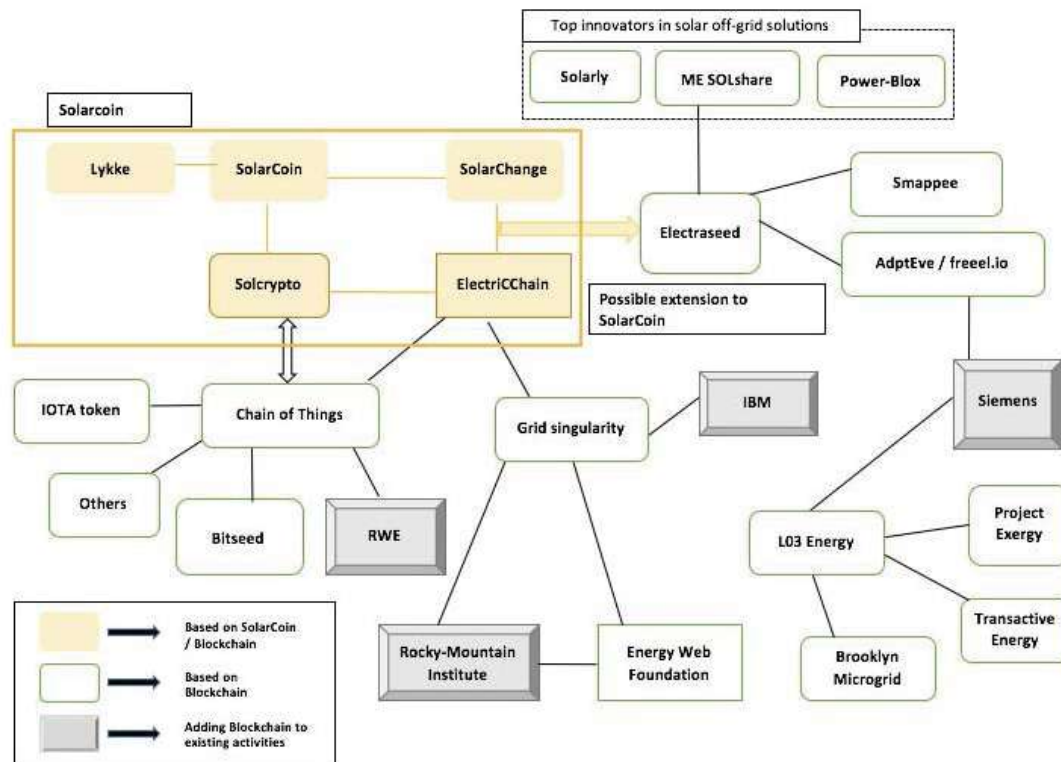 Top innovators in solar off-grid solutions
Solarly
ME SOLshare
Power-Blox
Solarcoin
Lykke
SolarCoin
SolarChange
Smappee
Electraseed
AdptEve / freeel.io
Solcrypto
ElectriCChain
Possible extension to
SolarCoin
IOTA token
Chain of Things
Grid singularity
IBM
Siemens
Others
Bitseed
RWE
L03 Energy
Project
Exergy
Transactive
Energy
Brooklyn
Microgrid
Rocky-Mountain
Institute
Energy Web
Foundation
Based on SolarCoin
/ Blockchain
Based on
Blockchain
Adding Blockchain to
existing activities